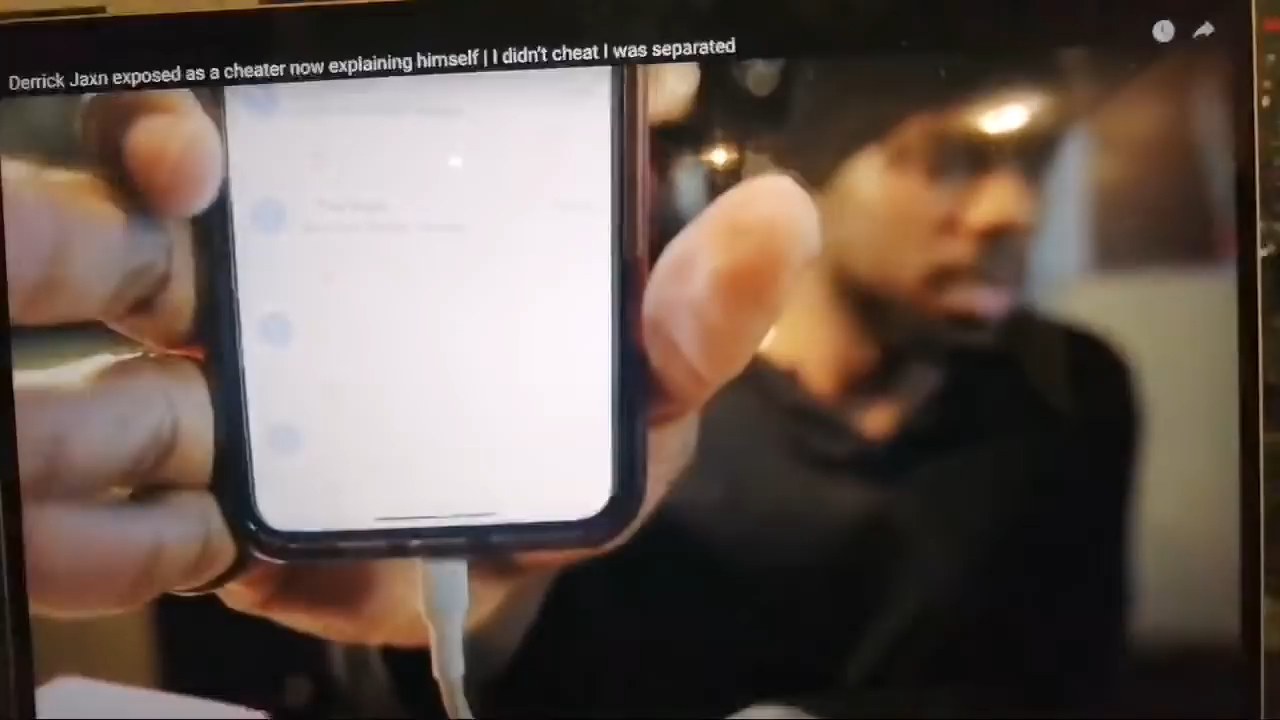 Derrick Jaxn exposed as a cheater now explaining himself | I didn't cheat I was separated